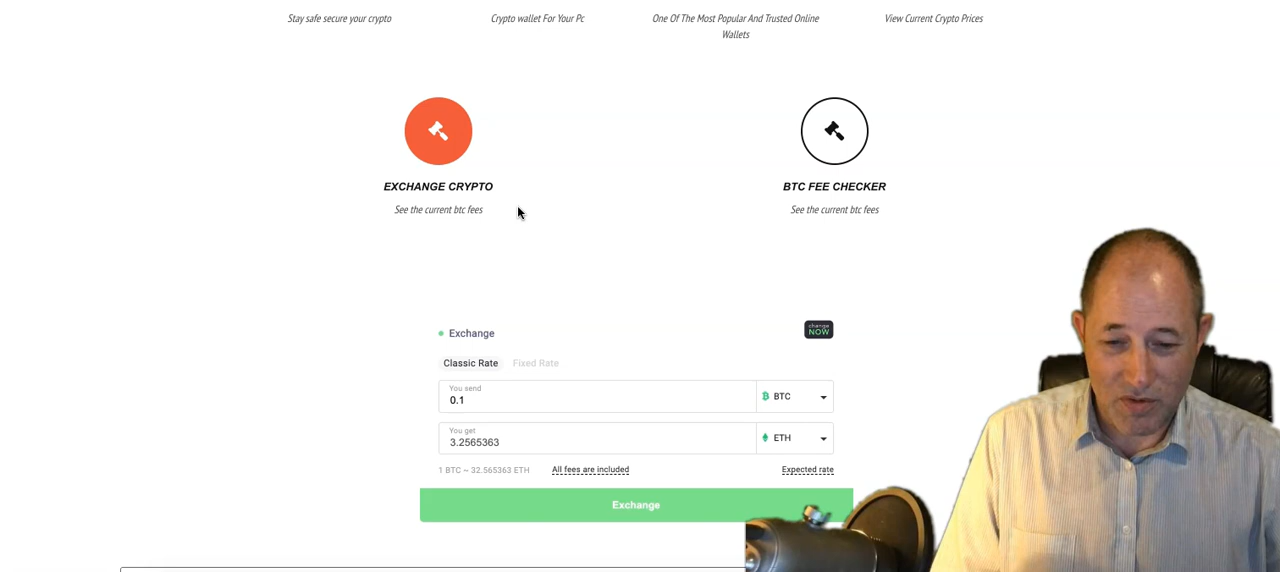 Stay safe secure your crypto
Crypto wallet For Your Pc
One Of The Most Popular And Trusted Online
Wallets
View Current Crypto Prices
EXCHANGE CRYPTO
See the current btc fees
BTC FEE CHECKER
See the current btc fees
Exchange
change
NOW
Classic Rate
Fixed Rate
You send
0.1
BTC
You get
3.2565363
ETH
1 BTC ~ 32.565363 ETH
All fees are included
Expected rate
Exchange